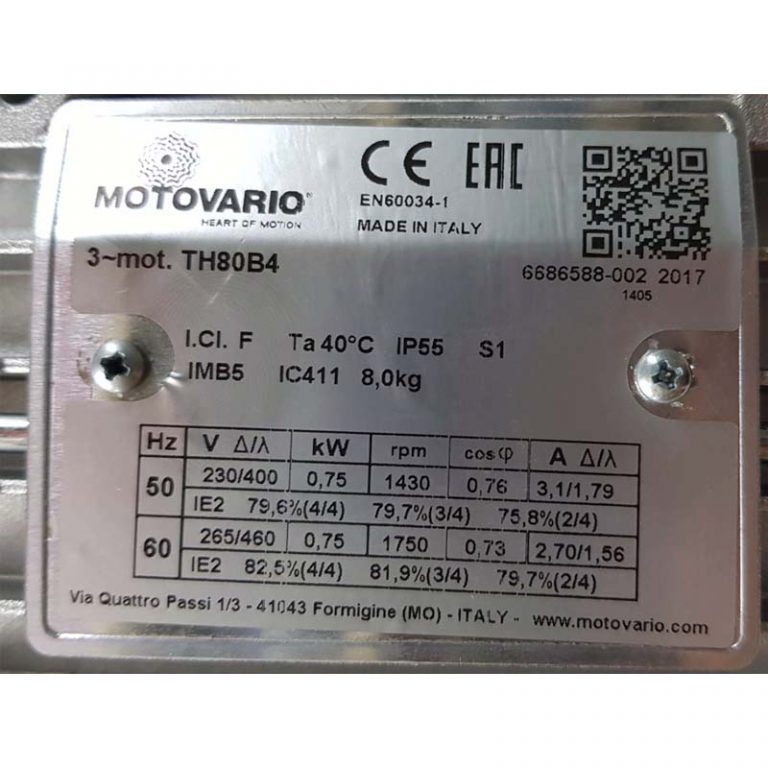 MOTOVARIO®
HEART OF MOTION
CE EAC
EN60034-1
MADE IN ITALY
3~mot. TH80B4
6686588-002 2017
1405
I.Cl. F Ta 40°C IP55 S1
IMB5 IC411 8,0kg
Hz V Δ/⅄ kW rpm cosφ A Δ/⅄
50 230/400 0,75 1430 0,76 3,1/1,79
IE2 79,6%(4/4) 79,7%(3/4) 75,8%(2/4)
60 265/460 0,75 1750 0,73 2,70/1,56
IE2 82,5%(4/4) 81,9%(3/4) 79,7%(2/4)
Via Quattro Passi 1/3 - 41043 Formigine (MO) - ITALY - www.motovario.com